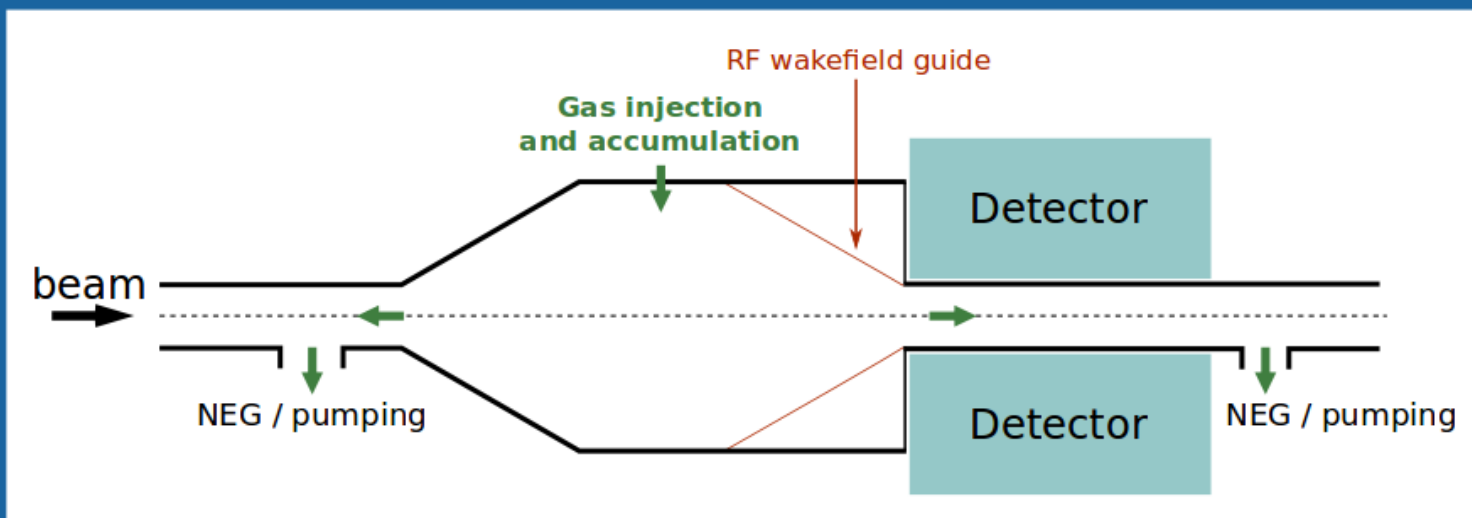 RF wakefield guide
Gas injection
and accumulation
Detector
beam
NEG / pumping
NEG / pumping
Detector